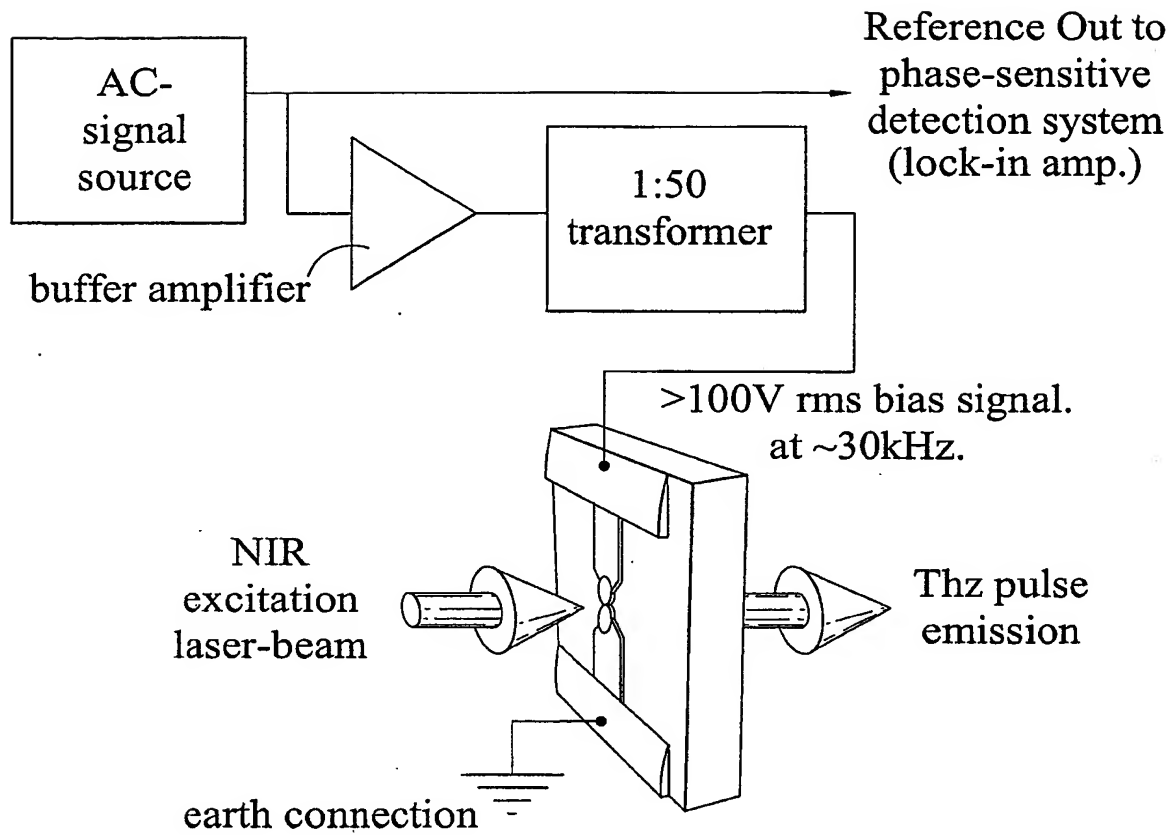 AC-
signal
source
Reference Out to
phase-sensitive
detection system
(lock-in amp.)
1:50
transformer
buffer amplifier
>100V rms bias signal.
at ~30kHz.
NIR
excitation
laser-beam
Thz pulse
emission
earth connection